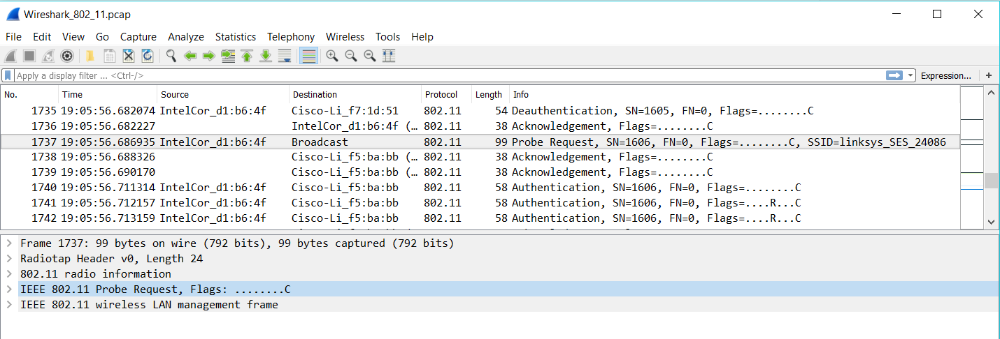 Wireshark_802_11.pcap
File Edit View Go Capture Analyze Statistics Telephony Wireless Tools Help
Apply a display filter ... <Ctrl-/> Expression... +
No. Time Source Destination Protocol Length Info
1735 19:05:56.682074 IntelCor_d1:b6:4f Cisco-Li_f7:1d:51 802.11 54 Deauthentication, SN=1605, FN=0, Flags=........C
1736 19:05:56.682227 IntelCor_d1:b6:4f (… 802.11 38 Acknowledgement, Flags=........C
1737 19:05:56.686935 IntelCor_d1:b6:4f Broadcast 802.11 99 Probe Request, SN=1606, FN=0, Flags=........C, SSID=linksys_SES_24086
1738 19:05:56.688326 Cisco-Li_f5:ba:bb (… 802.11 38 Acknowledgement, Flags=........C
1739 19:05:56.690170 Cisco-Li_f5:ba:bb (… 802.11 38 Acknowledgement, Flags=........C
1740 19:05:56.711314 IntelCor_d1:b6:4f Cisco-Li_f5:ba:bb 802.11 58 Authentication, SN=1606, FN=0, Flags=........C
1741 19:05:56.712157 IntelCor_d1:b6:4f Cisco-Li_f5:ba:bb 802.11 58 Authentication, SN=1606, FN=0, Flags=....R...C
1742 19:05:56.713159 IntelCor_d1:b6:4f Cisco-Li_f5:ba:bb 802.11 58 Authentication, SN=1606, FN=0, Flags=....R...C
Frame 1737: 99 bytes on wire (792 bits), 99 bytes captured (792 bits)
Radiotap Header v0, Length 24
802.11 radio information
IEEE 802.11 Probe Request, Flags: ........C
IEEE 802.11 wireless LAN management frame